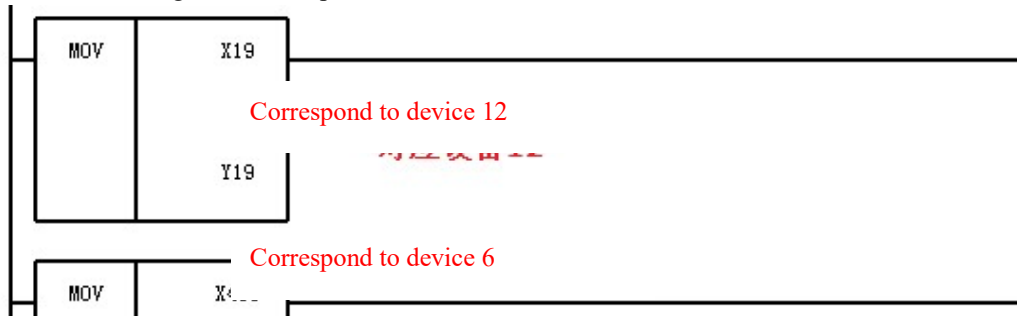 MOV X19
Correspond to device 12
Y19
Correspond to device 6
MOV